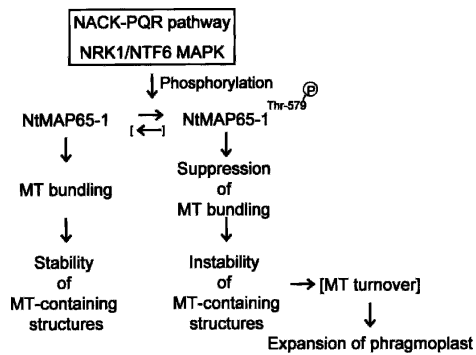 NACK-PQR pathway
NRK1/NTF6 MAPK
Phosphorylation
NtMAP65-1
[ ]
NtMAP65-1
Thr-579
P
MT bundling
Suppression
of
MT bundling
Stability
of
MT-containing
structures
Instability
of
MT-containing
structures
[MT turnover]
Expansion of phragmoplast